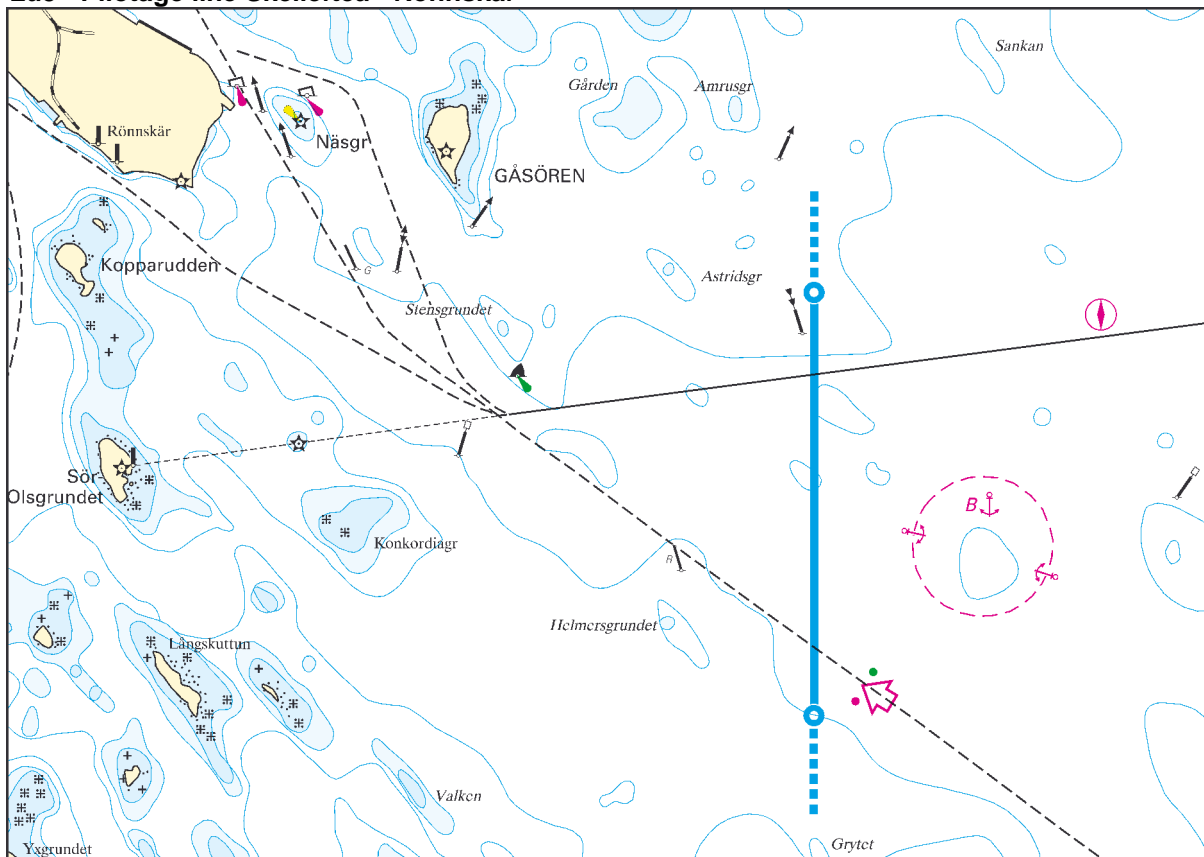 Sankan
Gården
Amrusgr
Rönnskär
Näsgr
GÅSÖREN
Kopparudden
G
Astridsgr
Stensgrundet
Sör
Olsgrundet
B
Konkordiagr
R
Helmersgrundet
Långskuttun
Valken
Yxgrundet
Grytet